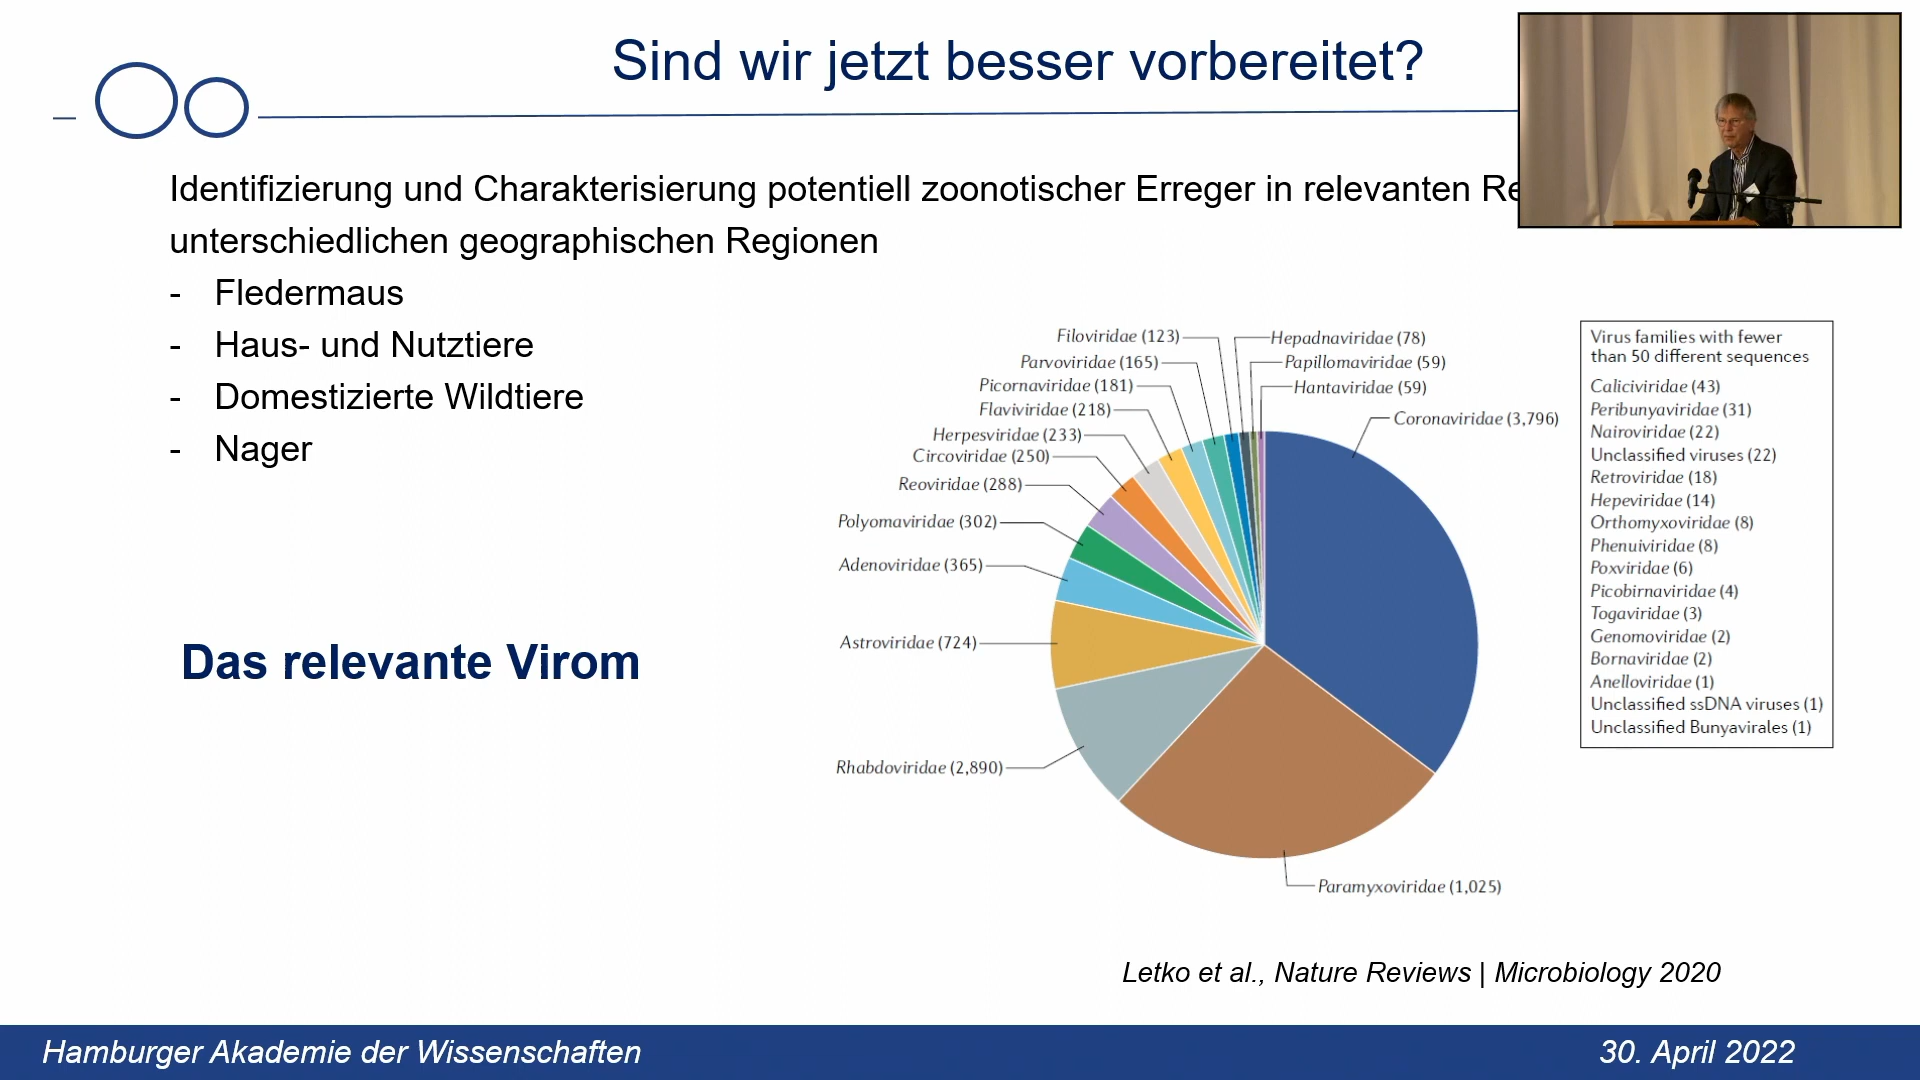 Sind wir jetzt besser vorbereitet?
Identifizierung und Charakterisierung potentiell zoonotischer Erreger in relevanten
unterschiedlichen geographischen Regionen
- Fledermaus
- Haus- und Nutztiere
- Domestizierte Wildtiere
- Nager
Das relevante Virom
Filoviridae (123)
Parvoviridae (165)
Picornaviridae (181)
Flaviviridae (218)
Herpesviridae (233)
Circoviridae (250)
Reoviridae (288)
Polyomaviridae (302)
Adenoviridae (365)
Astroviridae (724)
Rhabdoviridae (2,890)
Hepadnaviridae (78)
Papillomaviridae (59)
Hantaviridae (59)
Coronaviridae (3,796)
Paramyxoviridae (1,025)
Virus families with fewer
than 50 different sequences
Caliciviridae (43)
Peribunyaviridae (31)
Nairoviridae (22)
Unclassified viruses (22)
Retroviridae (18)
Hepeviridae (14)
Orthomyxoviridae (8)
Phenuiviridae (8)
Poxviridae (6)
Picobirnaviridae (4)
Togaviridae (3)
Genomoviridae (2)
Bornaviridae (2)
Anelloviridae (1)
Unclassified ssDNA viruses (1)
Unclassified Bunyavirales (1)
Letko et al., Nature Reviews | Microbiology 2020
Hamburger Akademie der Wissenschaften
30. April 2022